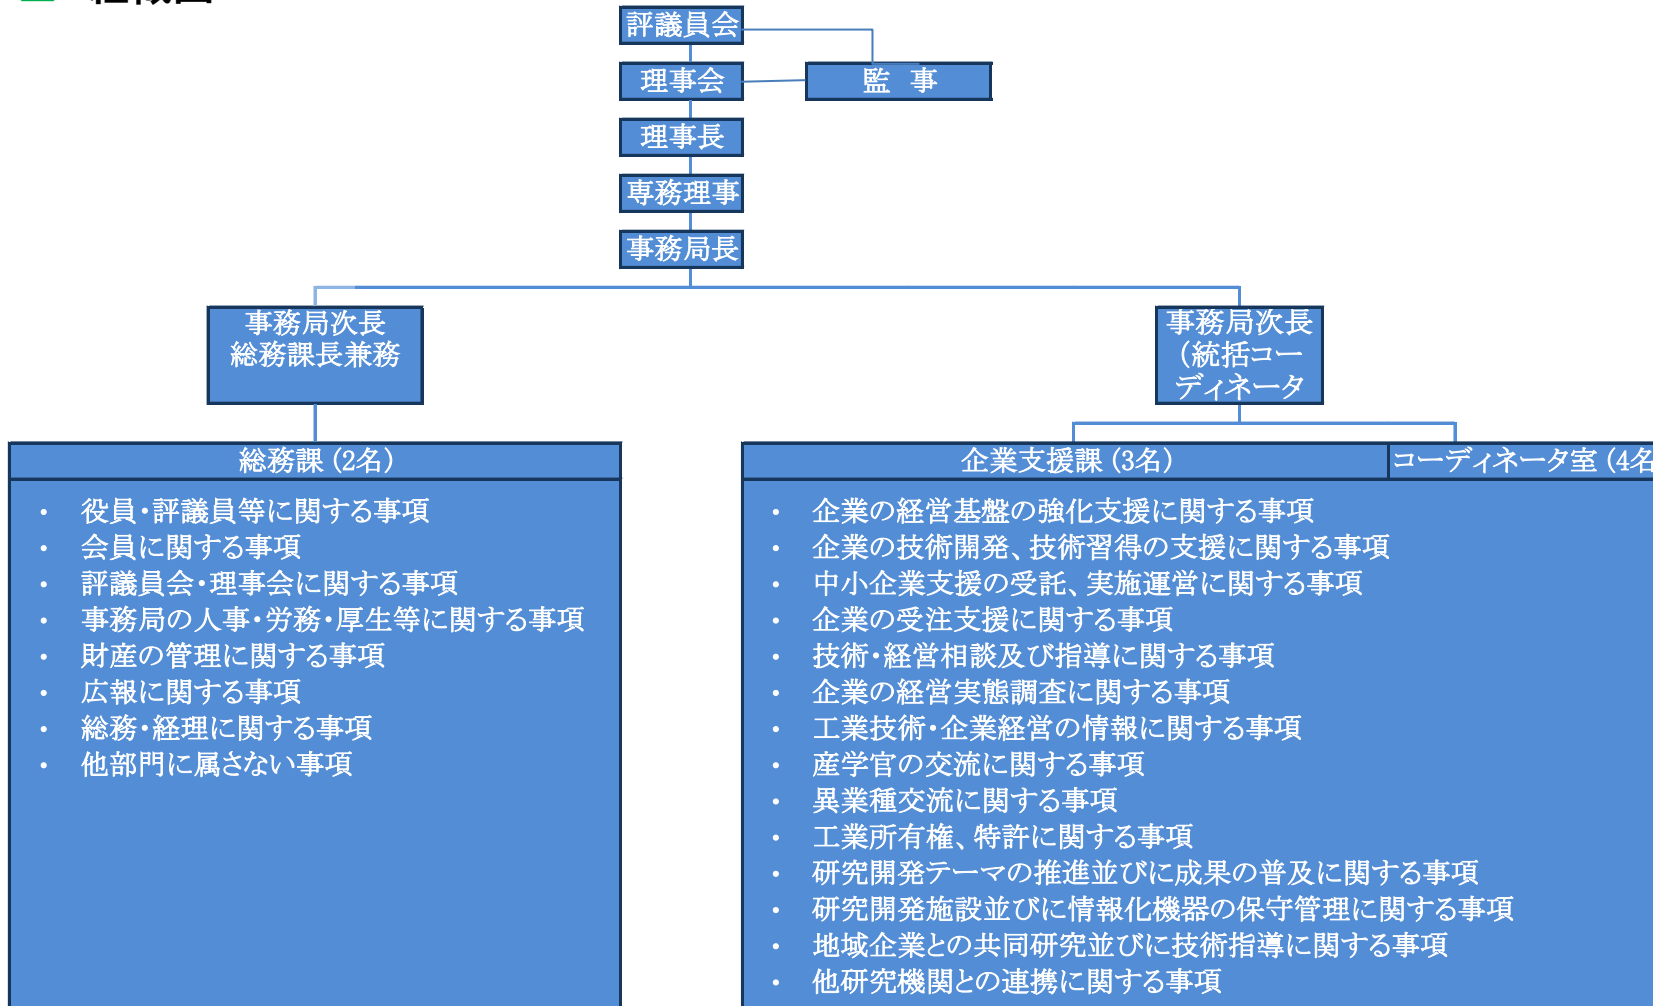 評議員会
理事会
監 事
理事長
専務理事
事務局長
事務局次長
総務課長兼務
事務局次長
（統括コー
ディネータ
総務課（2名）
・ 役員・評議員等に関する事項
・ 会員に関する事項
・ 評議員会・理事会に関する事項
・ 事務局の人事・労務・厚生等に関する事項
・ 財産の管理に関する事項
・ 広報に関する事項
・ 総務・経理に関する事項
・ 他部門に属さない事項
企業支援課（3名）
コーディネータ室（4名
・ 企業の経営基盤の強化支援に関する事項
・ 企業の技術開発、技術習得の支援に関する事項
・ 中小企業支援の受託、実施運営に関する事項
・ 企業の受注支援に関する事項
・ 技術・経営相談及び指導に関する事項
・ 企業の経営実態調査に関する事項
・ 工業技術・企業経営の情報に関する事項
・ 産学官の交流に関する事項
・ 異業種交流に関する事項
・ 工業所有権、特許に関する事項
・ 研究開発テーマの推進並びに成果の普及に関する事項
・ 研究開発施設並びに情報化機器の保守管理に関する事項
・ 地域企業との共同研究並びに技術指導に関する事項
・ 他研究機関との連携に関する事項